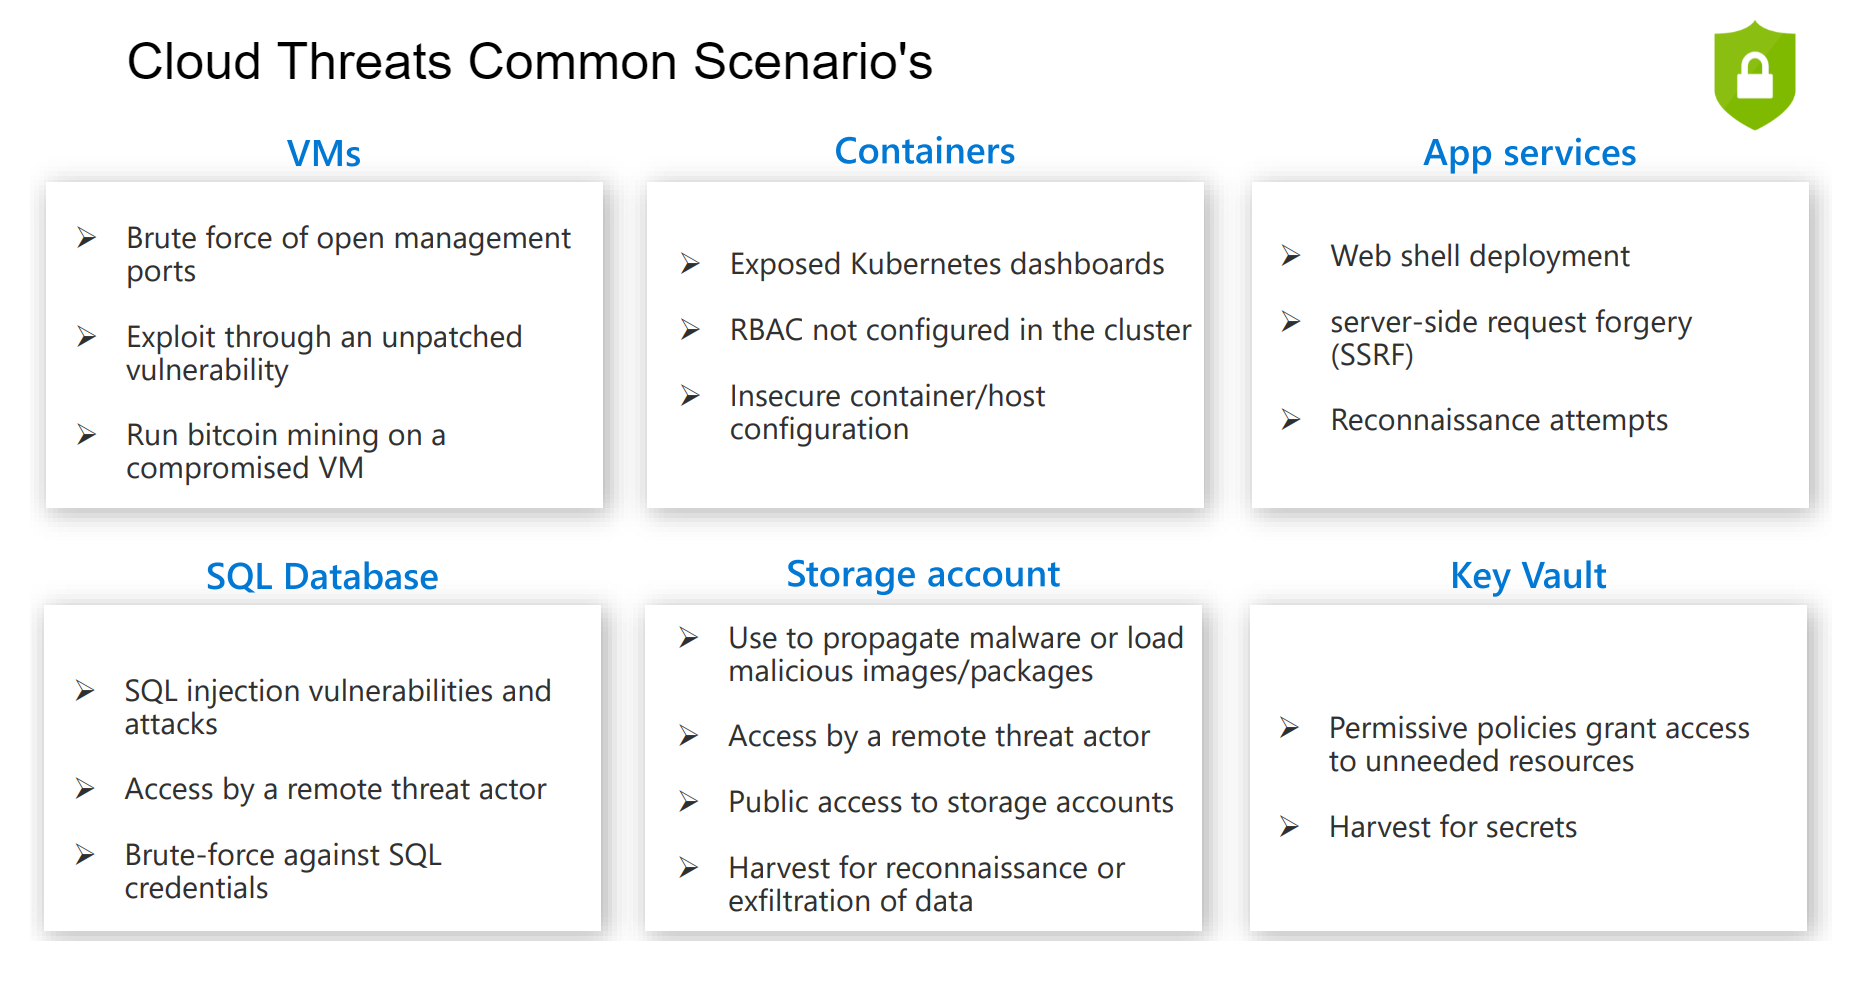 Cloud Threats Common Scenario's
VMs
Brute force of open management
ports
Exploit through an unpatched
vulnerability
Run bitcoin mining on a
compromised VM
Containers
Exposed Kubernetes dashboards
RBAC not configured in the cluster
Insecure container/host
configuration
App services
Web shell deployment
server-side request forgery
(SSRF)
Reconnaissance attempts
SQL Database
SQL injection vulnerabilities and
attacks
Access by a remote threat actor
Brute-force against SQL
credentials
Storage account
Use to propagate malware or load
malicious images/packages
Access by a remote threat actor
Public access to storage accounts
Harvest for reconnaissance or
exfiltration of data
Key Vault
Permissive policies grant access
to unneeded resources
Harvest for secrets